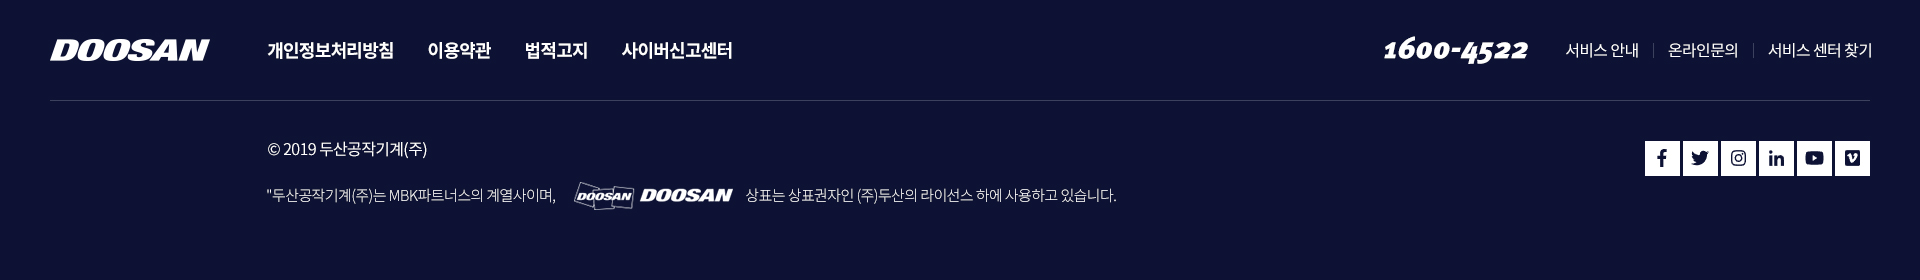 DOOSAN 개인정보처리방침 이용약관 법적고지 사이버신고센터 1600-4522 서비스 안내 온라인문의 서비스 센터 찾기
© 2019 두산공작기계(주)
"두산공작기계(주)는 MBK파트너스의 계열사이며, DOOSAN DOOSAN 상표는 상표권자인 (주)두산의 라이선스 하에 사용하고 있습니다.